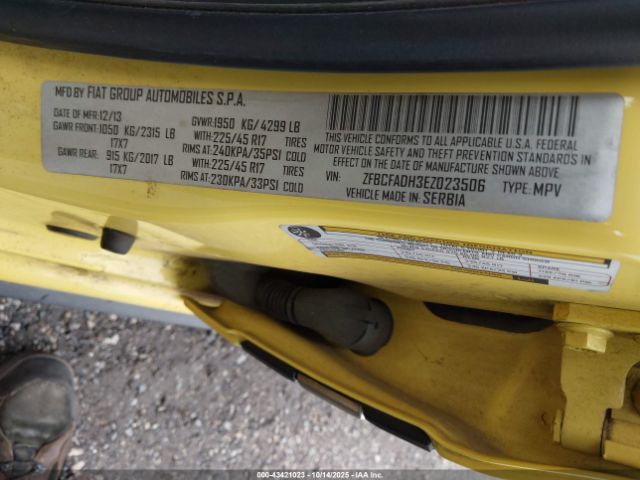 MFD BY FIAT GROUP AUTOMOBILES S.P.A.
DATE OF MFR: 12/13 GVWR: 1950 KG/ 4299 LB
GAWR FRONT: 1050 KG/2315 LB WITH: 225/45 R17 TIRES
17X7 RIMS AT: 240KPA/35PSI COLD
GAWR REAR: 915 KG/2017 LB WITH: 225/45 R17 TIRES
17X7 RIMS AT: 230KPA/33PSI COLD
THIS VEHICLE CONFORMS TO ALL APPLICABLE U.S.A. FEDERAL
MOTOR VEHICLE SAFETY, BUMPER, AND THEFT PREVENTION STANDARDS IN
EFFECT ON THE DATE OF MANUFACTURE SHOWN ABOVE.
VIN: ZFBCFADH3EZ023506 TYPE: MPV
VEHICLE MADE IN: SERBIA
000-43421023 - 10/14/2025 - IAAI, Inc.